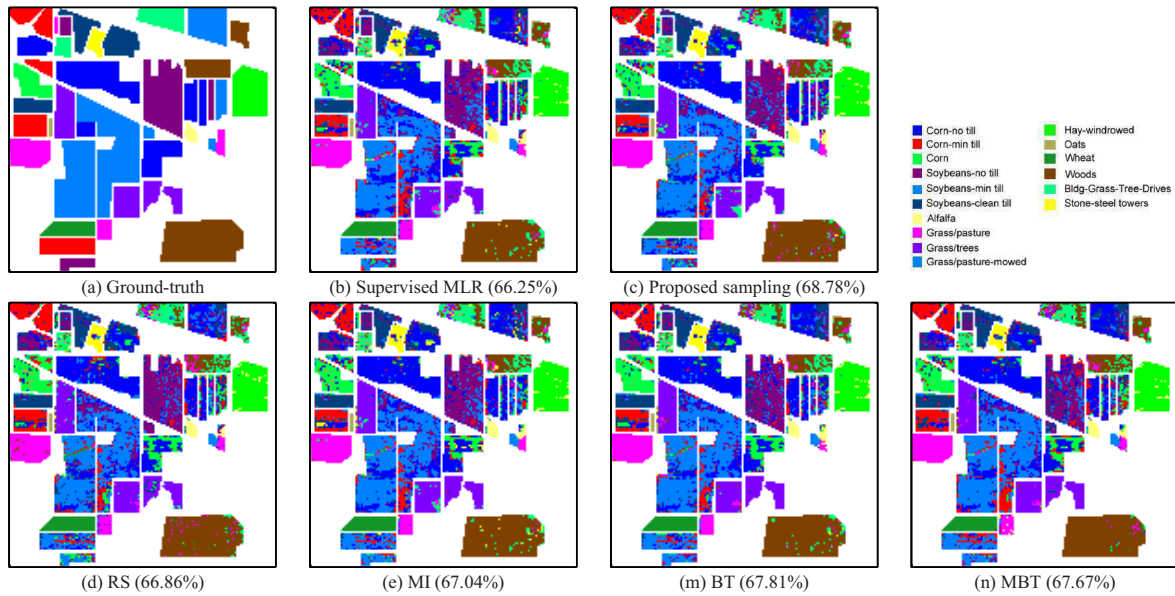 Corn-no till
Corn-min till
Corn
Soybeans-no till
Soybeans-min till
Soybeans-clean till
Alfalfa
Grass/pasture
Grass/trees
Grass/pasture-mowed
Hay-windrowed
Oats
Wheat
Woods
Bldg-Grass-Tree-Drives
Stone-steel towers
(a) Ground-truth
(b) Supervised MLR (66.25%)
(c) Proposed sampling (68.78%)
(d) RS (66.86%)
(e) MI (67.04%)
(m) BT (67.81%)
(n) MBT (67.67%)